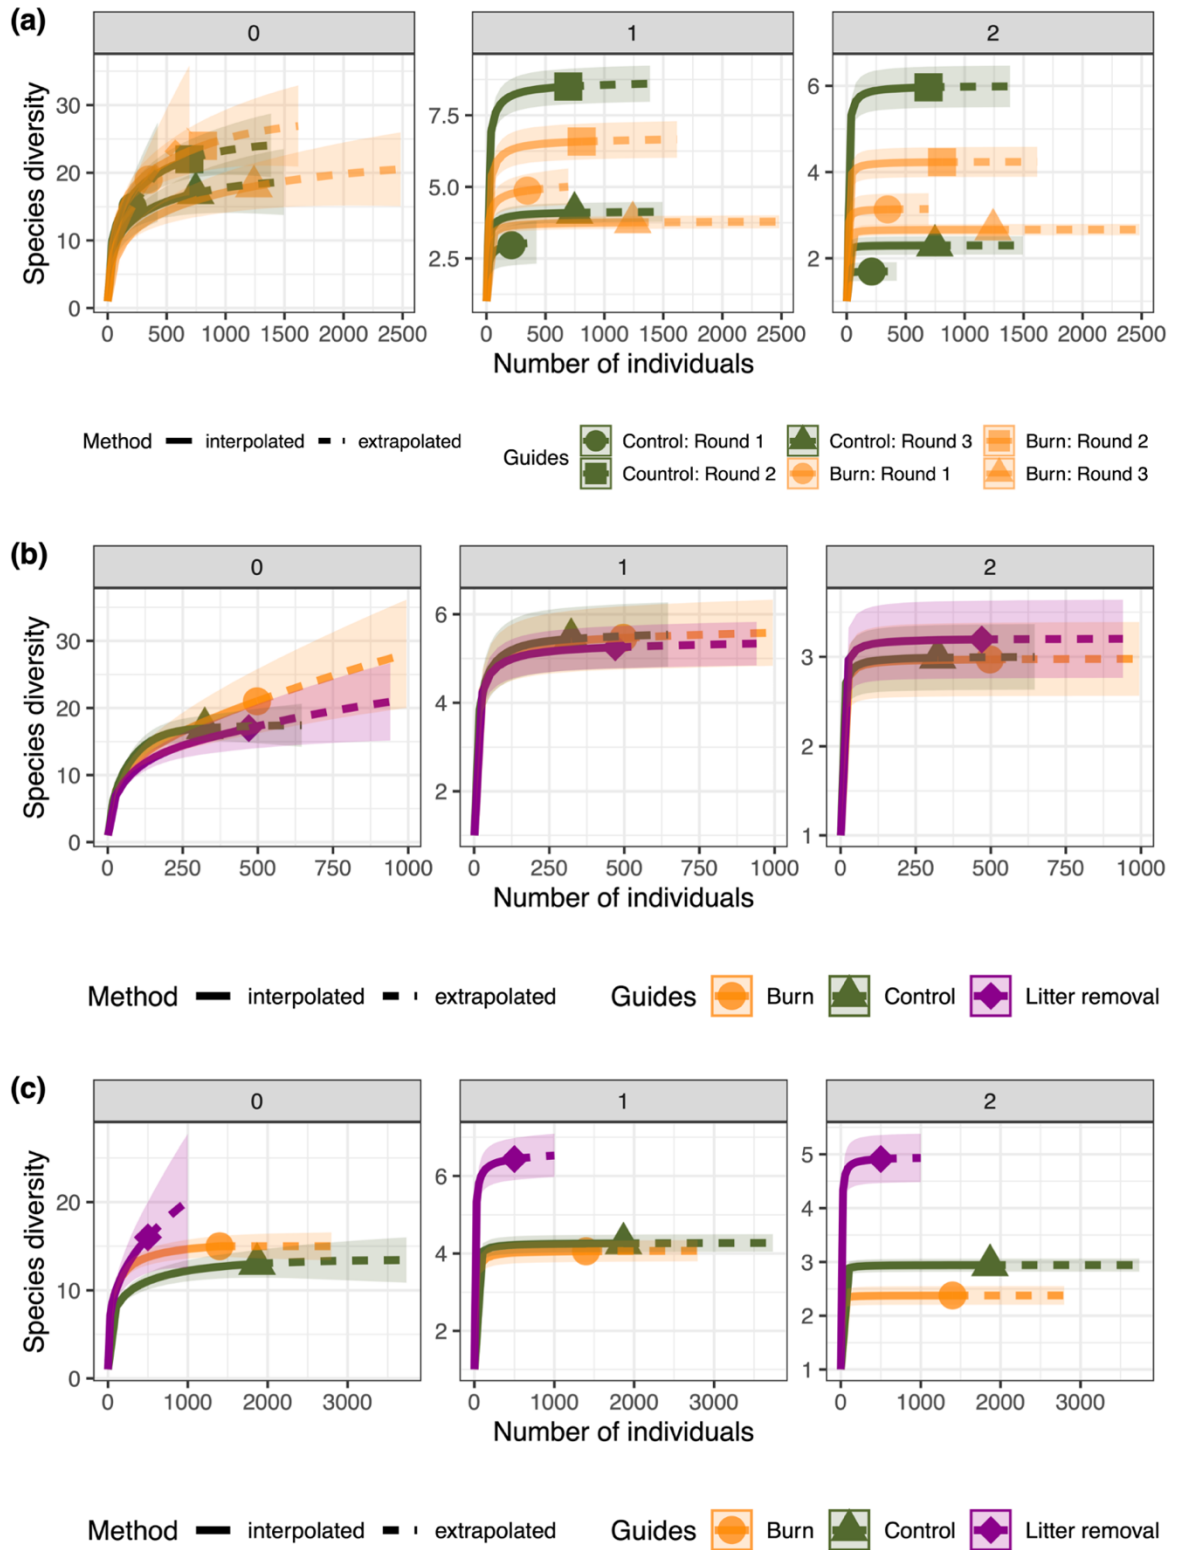 (a)
0 1 2
Species diversity
30
20
10
0
7.5
5.0
2.5
6
4
2
0 500 1000 1500 2000 2500
0 500 1000 1500 2000 2500
0 500 1000 1500 2000 2500
Number of individuals
Method interpolated extrapolated
Guides
Control: Round 1 Control: Round 3 Burn: Round 2
Countrol: Round 2 Burn: Round 1 Burn: Round 3
(b)
0 1 2
Species diversity
30
20
10
0
6
4
2
3
2
1
0 250 500 750 1000
0 250 500 750 1000
0 250 500 750 1000
Number of individuals
Method interpolated extrapolated Guides Burn Control Litter removal
(c)
0 1 2
Species diversity
20
10
0
6
4
2
5
4
3
2
1
0 1000 2000 3000
0 1000 2000 3000
0 1000 2000 3000
Number of individuals
Method interpolated extrapolated Guides Burn Control Litter removal